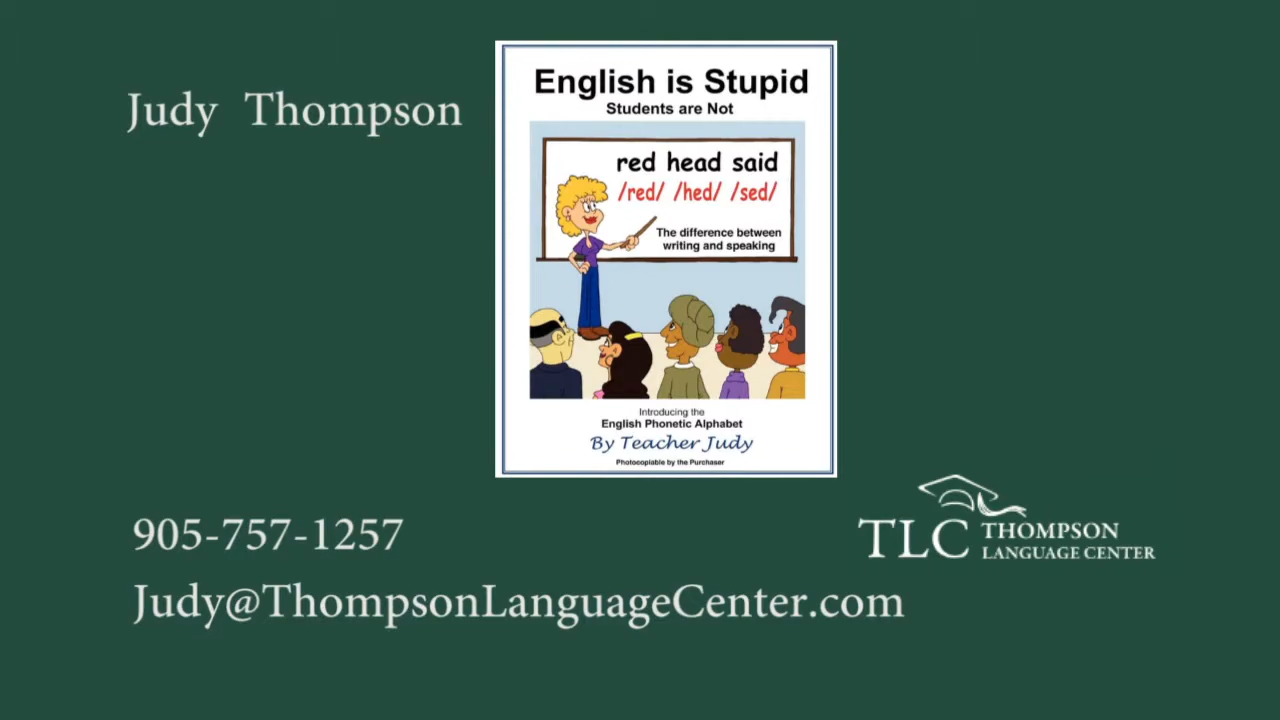 Judy Thompson
English is Stupid
Students are Not
red head said
/red/ /hed/ /sed/
The difference between
writing and speaking
Introducing the
English Phonetic Alphabet
By Teacher Judy
Photocopiable by the Purchaser
905-757-1257
Judy@ThompsonLanguageCenter.com
TLC THOMPSON
LANGUAGE CENTER